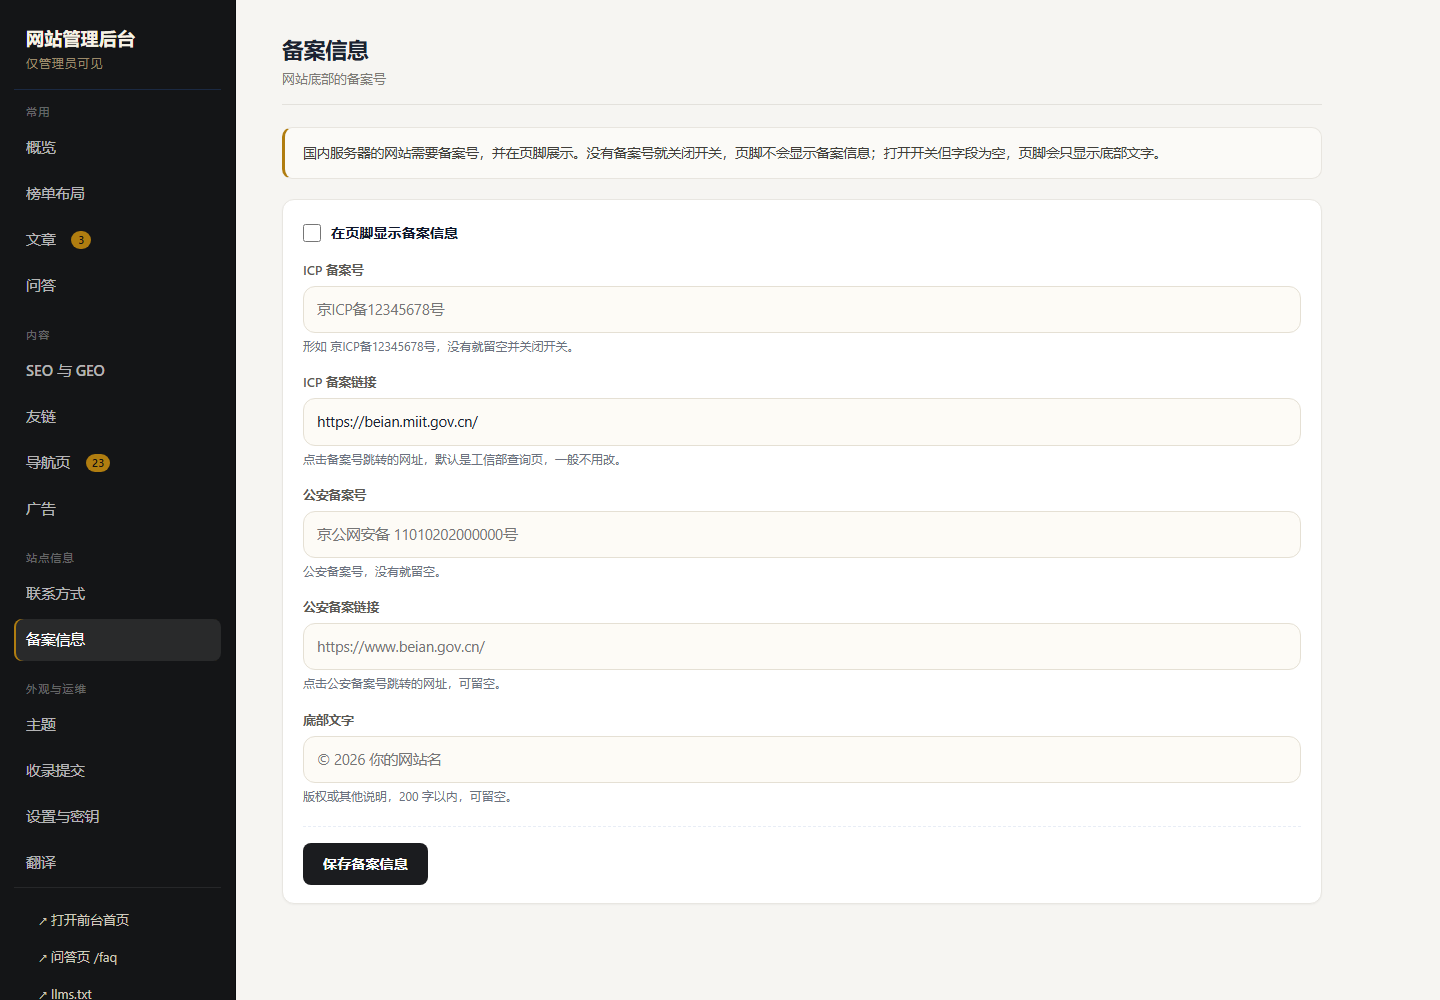 网站管理后台
仅管理员可见
常用
概览
榜单布局
文章 3
问答
内容
SEO 与 GEO
友链
导航页 23
广告
站点信息
联系方式
备案信息
外观与运维
主题
收录提交
设置与密钥
翻译
↗ 打开前台首页
↗ 问答页 /faq
↗ llms.txt
备案信息
网站底部的备案号
国内服务器的网站需要备案号，并在页脚展示。没有备案号就关闭开关，页脚不会显示备案信息；打开开关但字段为空，页脚会只显示底部文字。
在页脚显示备案信息
ICP 备案号
京ICP备12345678号
形如 京ICP备12345678号，没有就留空并关闭开关。
ICP 备案链接
https://beian.miit.gov.cn/
点击备案号跳转的网址，默认是工信部查询页，一般不用改。
公安备案号
京公网安备 11010202000000号
公安备案号，没有就留空。
公安备案链接
https://www.beian.gov.cn/
点击公安备案号跳转的网址，可留空。
底部文字
© 2026 你的网站名
版权或其他说明，200 字以内，可留空。
保存备案信息